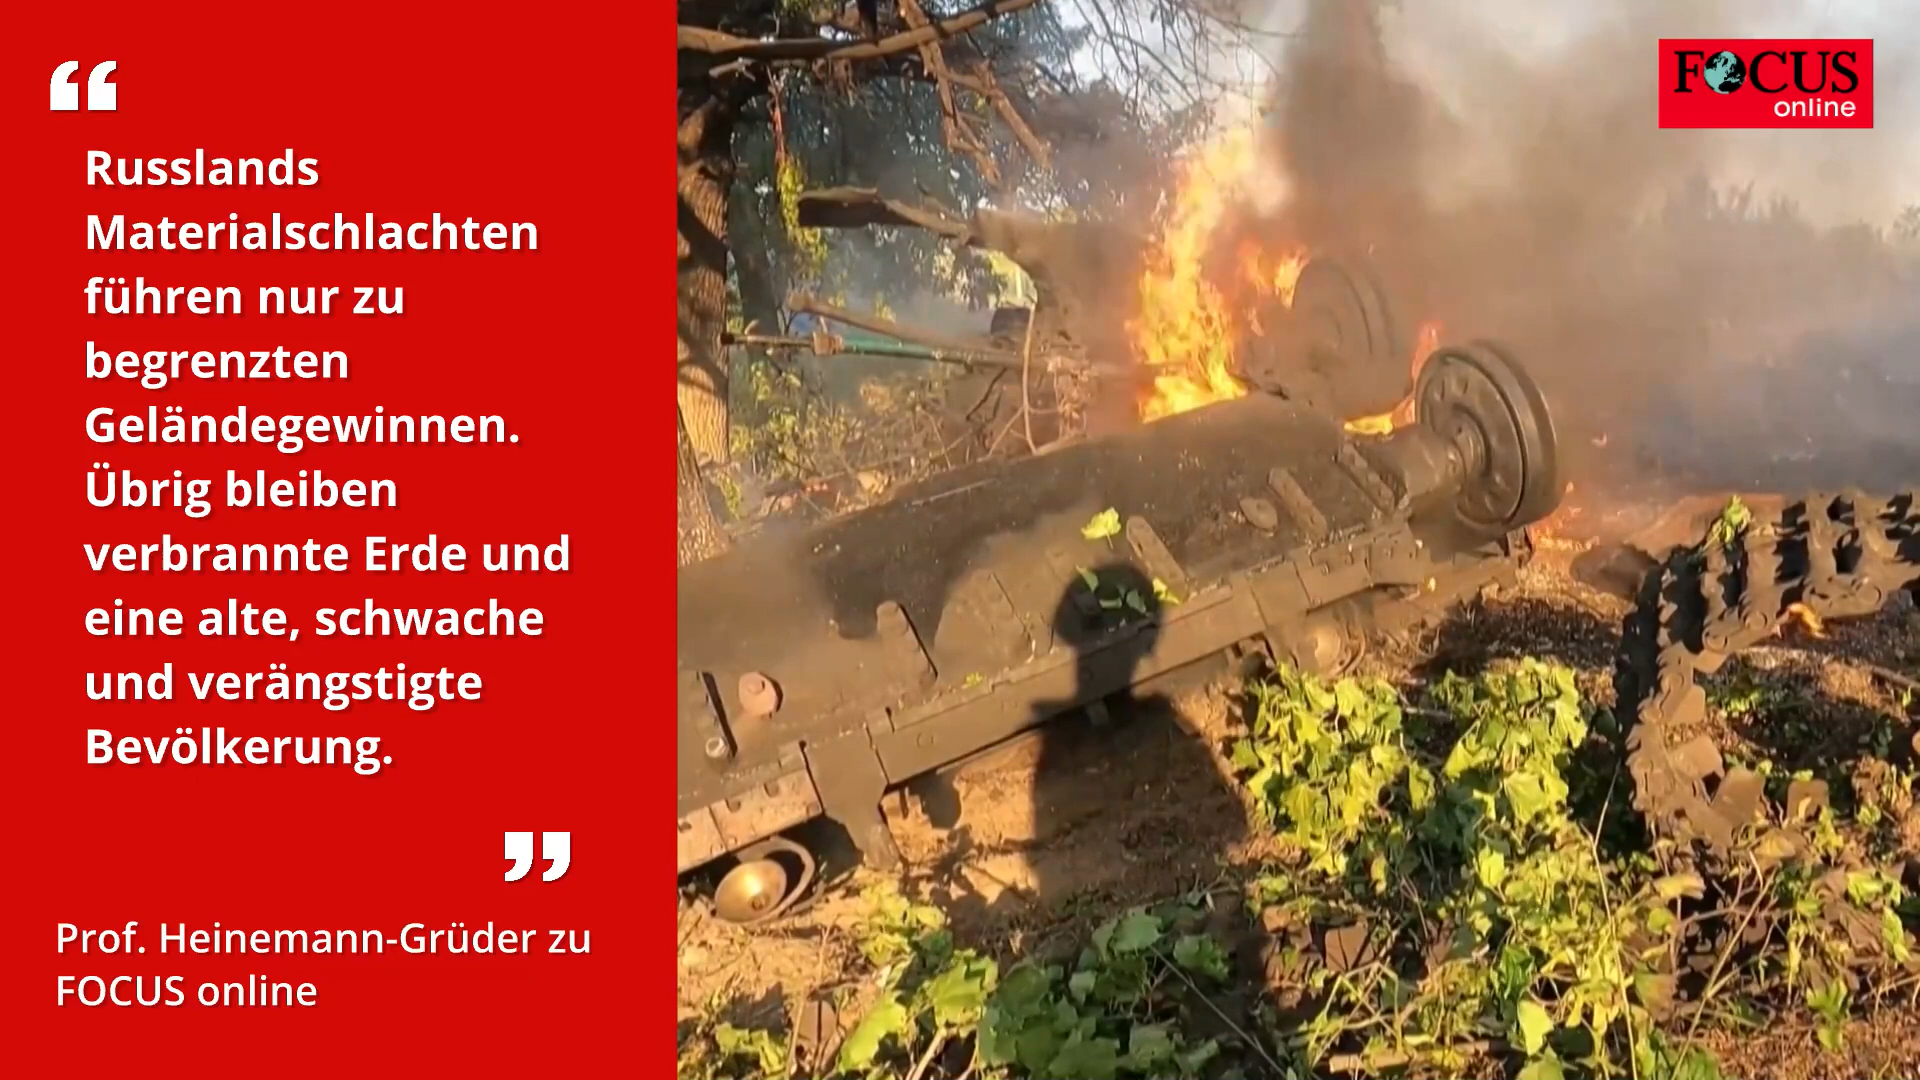 “
Russlands
Materialschlachten
führen nur zu
begrenzten
Geländegewinnen.
Übrig bleiben
verbrannte Erde und
eine alte, schwache
und verängstigte
Bevölkerung.
”
Prof. Heinemann-Grüder zu
FOCUS online
FOCUS
online